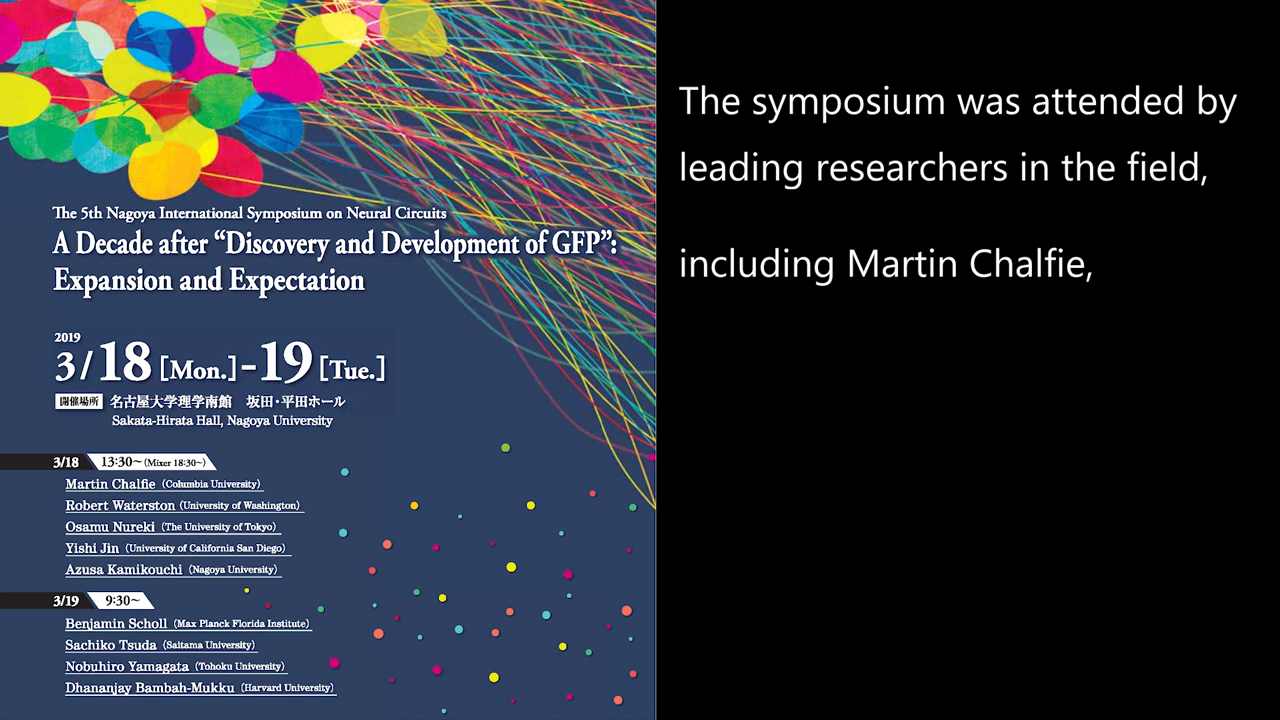 The 5th Nagoya International Symposium on Neural Circuits
A Decade after “Discovery and Development of GFP”:
Expansion and Expectation
2019
3/18 [Mon.]-19 [Tue.]
開催場所 名古屋大学理学南館 坂田・平田ホール
Sakata-Hirata Hall, Nagoya University
3/18 13:30~ (Mixer 18:30~)
Martin Chalfie (Columbia University)
Robert Waterston (University of Washington)
Osamu Nureki (The University of Tokyo)
Yishi Jin (University of California San Diego)
Azusa Kamikouchi (Nagoya University)
3/19 9:30~
Benjamin Scholl (Max Planck Florida Institute)
Sachiko Tsuda (Saitama University)
Nobuhiro Yamagata (Tohoku University)
Dhananjay Bambah-Mukku (Harvard University)
The symposium was attended by
leading researchers in the field,
including Martin Chalfie,